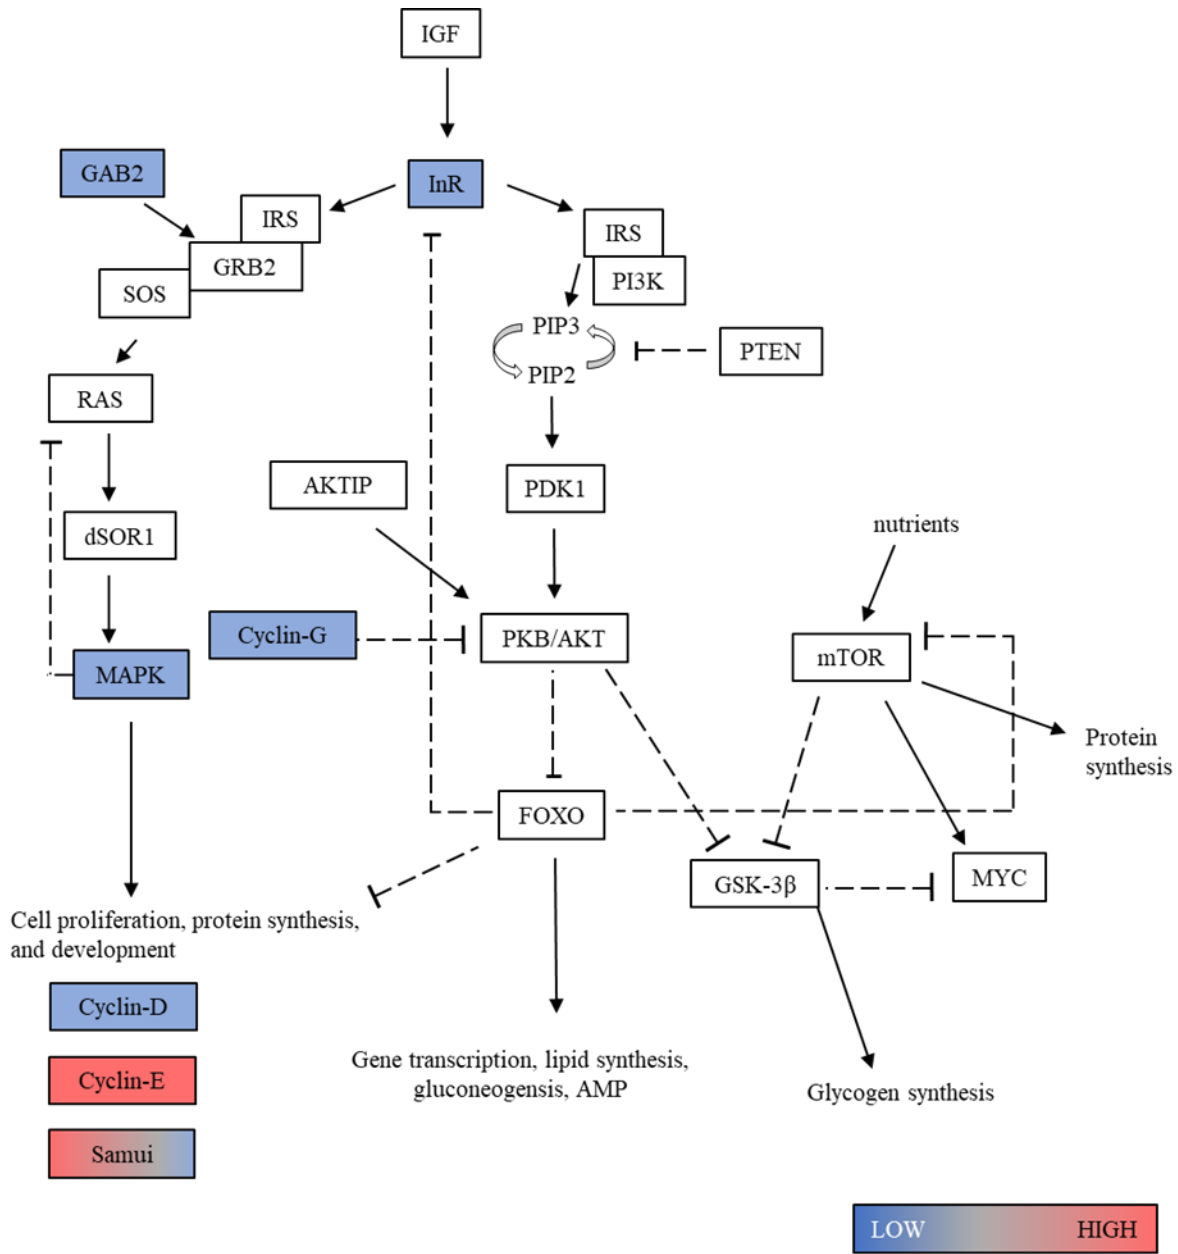 IGF
GAB2
InR
IRS
IRS
GRB2
PI3K
SOS
PIP3
PTEN
PIP2
RAS
AKTIP
PDK1
nutrients
dSOR1
Cyclin-G
PKB/AKT
mTOR
MAPK
Protein
synthesis
FOXO
GSK-3β
MYC
Cell proliferation, protein synthesis,
and development
Cyclin-D
Gene transcription, lipid synthesis,
gluconeogensis, AMP
Cyclin-E
Glycogen synthesis
Samui
LOW
HIGH